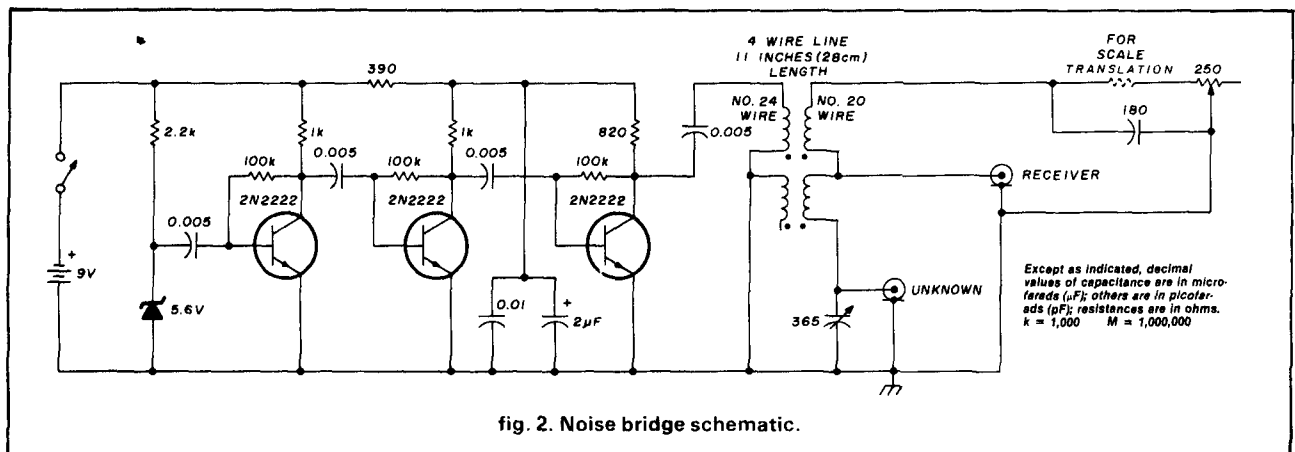 4 WIRE LINE
11 INCHES (28cm)
LENGTH
FOR
SCALE
TRANSLATION
250
390
NO. 24
WIRE
NO. 20
WIRE
180
2.2k
1k
1k
820
0.005
100k
0.005
100k
0.005
100k
RECEIVER
2N2222
2N2222
2N2222
0.005
+
9V
5.6V
0.01
+
2µF
365
UNKNOWN
Except as indicated, decimal
values of capacitance are in micro-
farads (µF); others are in picofar-
ads (pF); resistances are in ohms.
k = 1,000 M = 1,000,000
fig. 2. Noise bridge schematic.